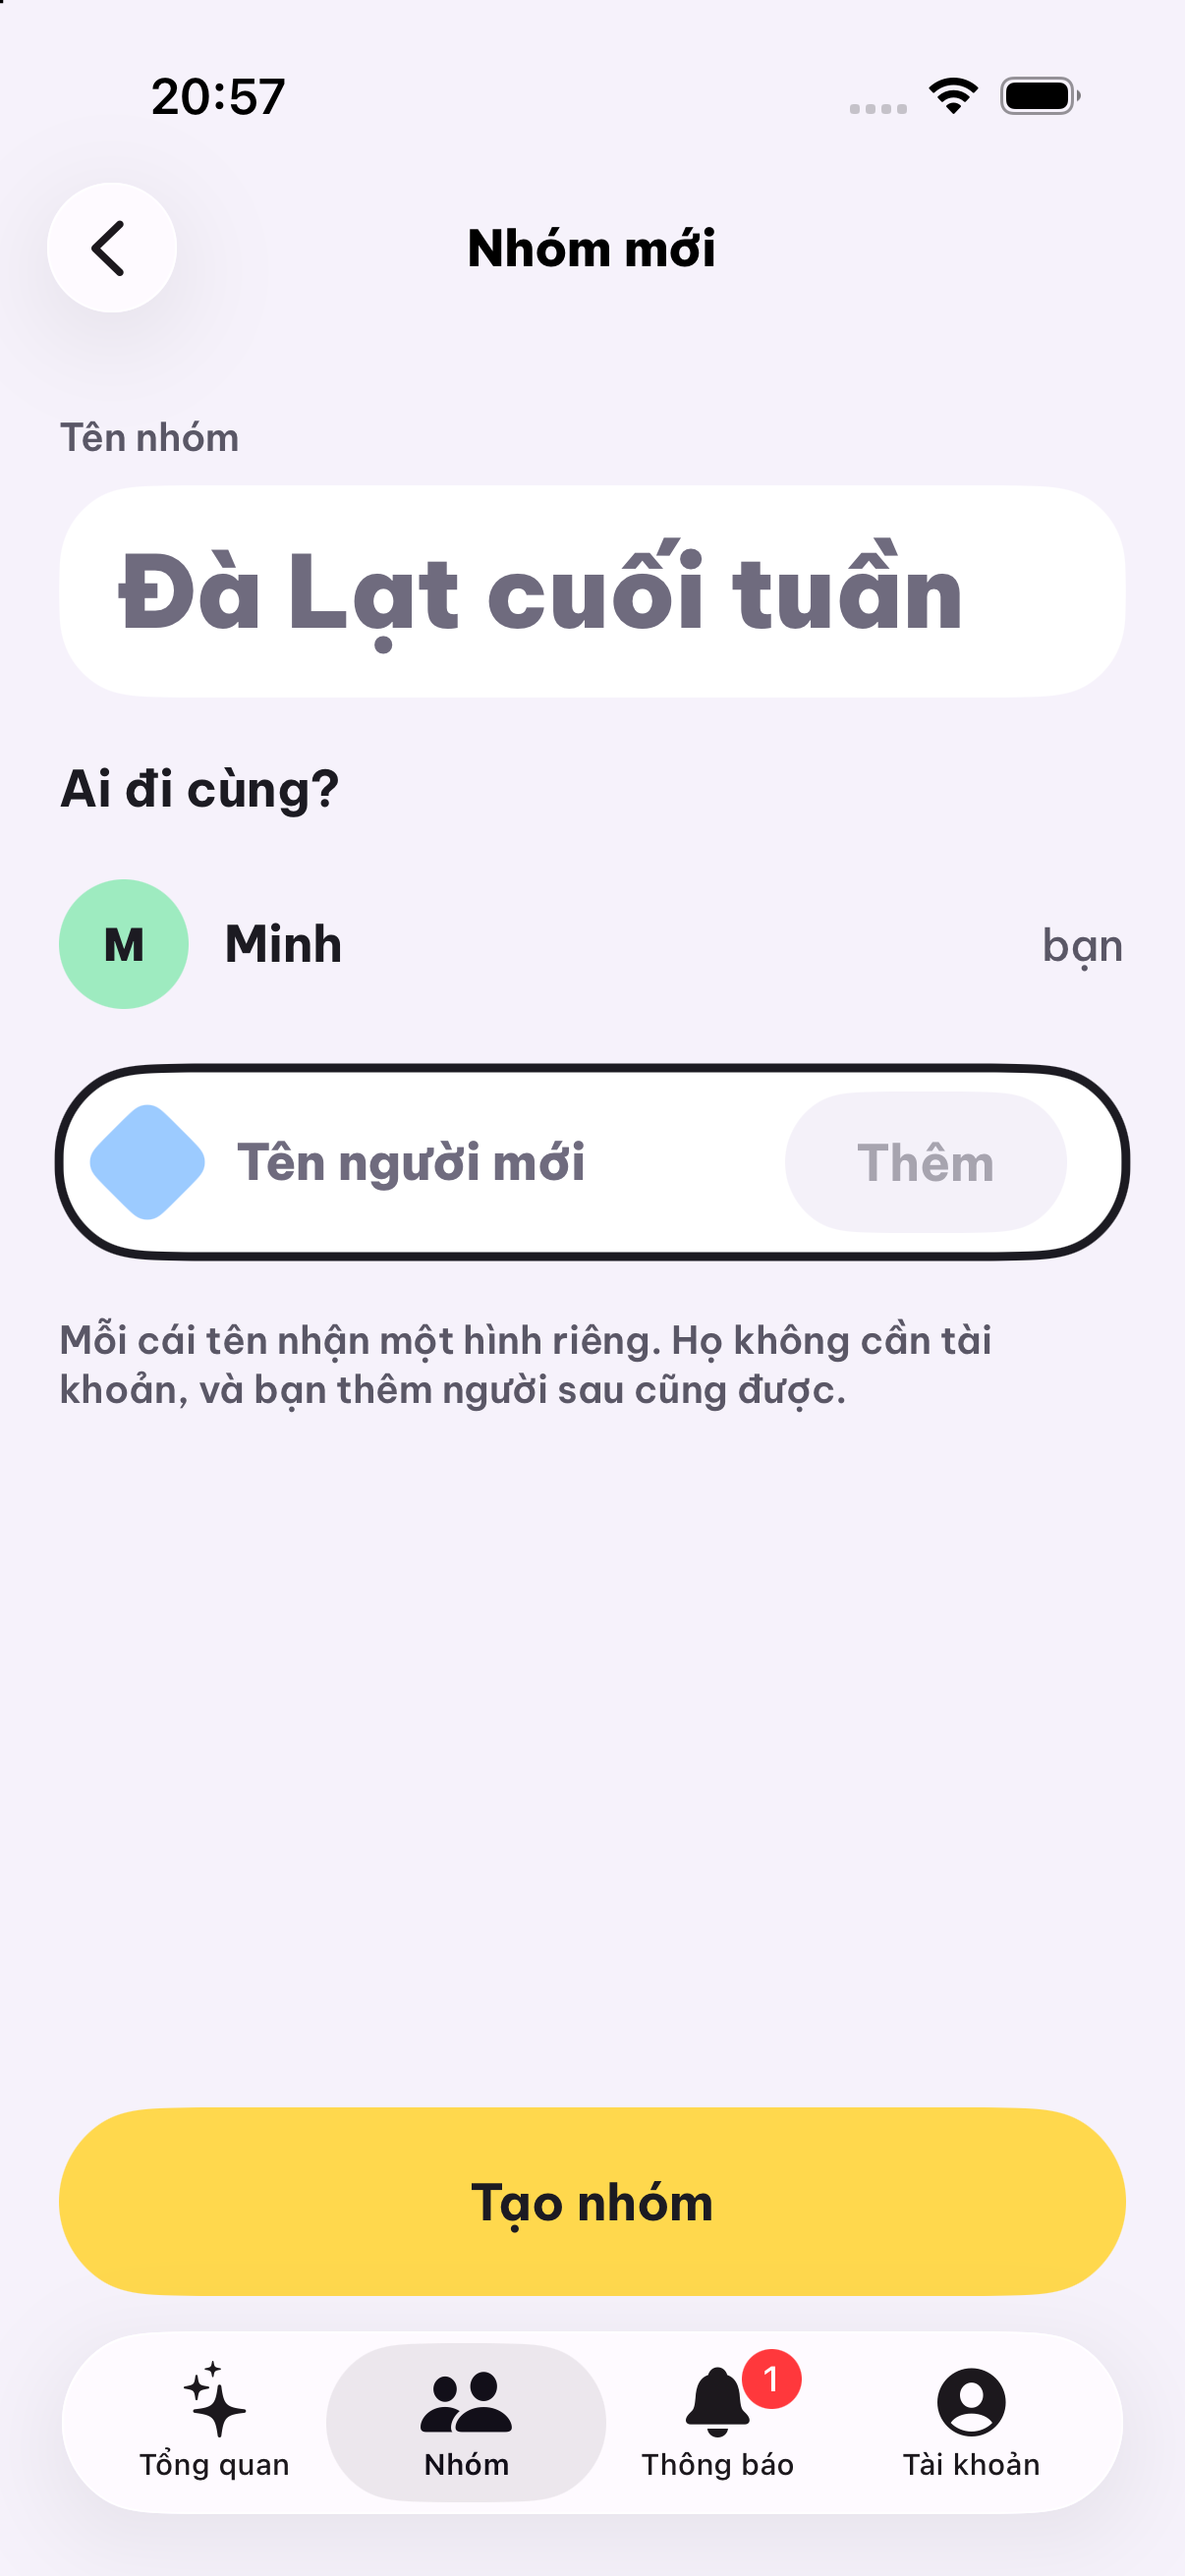 20:57
Nhóm mới
Tên nhóm
Đà Lạt cuối tuần
Ai đi cùng?
M
Minh
bạn
Tên người mới
Thêm
Mỗi cái tên nhận một hình riêng. Họ không cần tài
khoản, và bạn thêm người sau cũng được.
Tạo nhóm
1
Tổng quan
Nhóm
Thông báo
Tài khoản